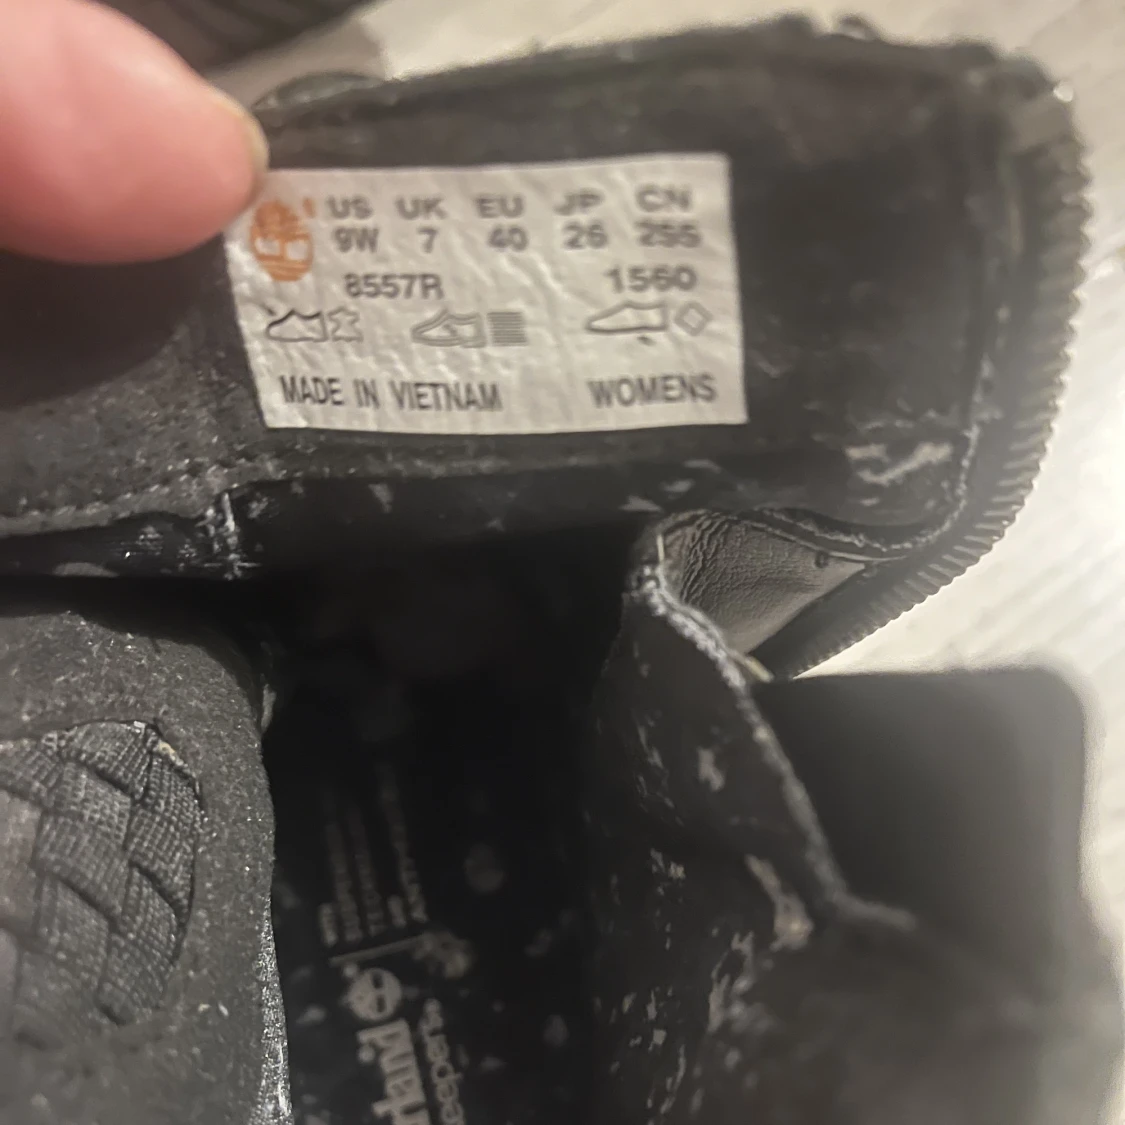 US UK EU JP CN
9W 7 40 26 255
8557R 1560
MADE IN VIETNAM WOMENS